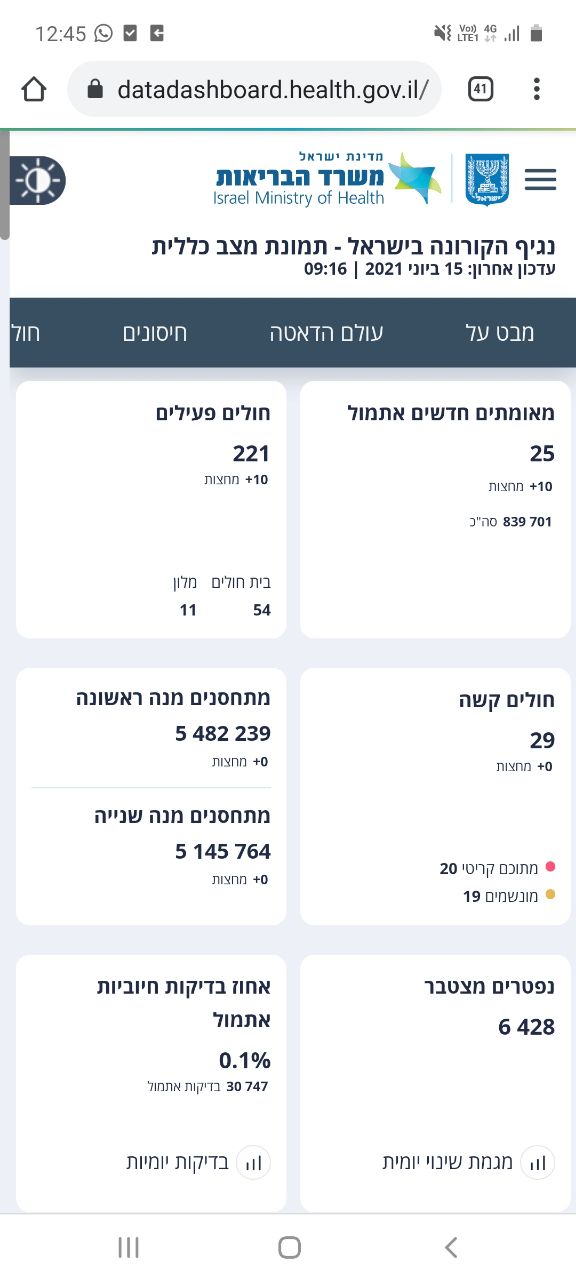 12:45
Vo)) 4G
LTE1
datadashboard.health.gov.il/
41
מדינת ישראל
משרד הבריאות
Israel Ministry of Health
ישראל
נגיף הקורונה בישראל - תמונת מצב כללית
עדכון אחרון: 15 ביוני 2021 | 09:16
מבט על
עולם הדאטה
חיסונים
חול
מאומתים חדשים אתמול
25
+10 מחצות
839 701 סה"כ
חולים פעילים
221
+10 מחצות
בית חולים מלון
54 11
חולים קשה
29
+0 מחצות
מתוכם קריטי 20
מונשמים 19
מתחסנים מנה ראשונה
5 482 239
+0 מחצות
מתחסנים מנה שנייה
5 145 764
+0 מחצות
נפטרים מצטבר
6 428
מגמת שינוי יומית
אחוז בדיקות חיוביות
אתמול
0.1%
30 747 בדיקות אתמול
בדיקות יומיות